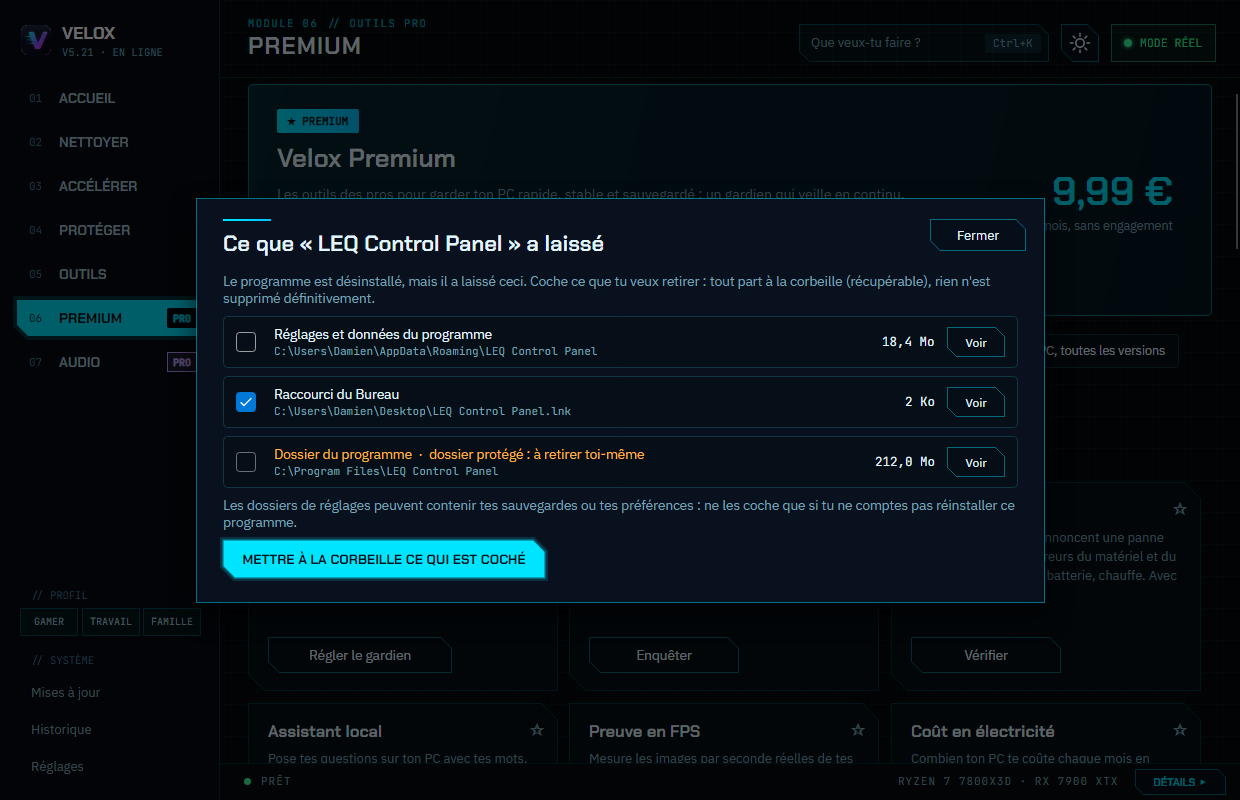 VELOX
V5.21 · EN LIGNE
01 ACCUEIL
02 NETTOYER
03 ACCÉLÉRER
04 PROTÉGER
05 OUTILS
06 PREMIUM PRO
07 AUDIO PRO
// PROFIL
GAMER TRAVAIL FAMILLE
// SYSTÈME
Mises à jour
Historique
Réglages
MODULE 06 // OUTILS PRO
PREMIUM
Que veux-tu faire ? Ctrl+K
MODE RÉEL
★ PREMIUM
Velox Premium
Les outils des pros pour garder ton PC rapide, stable et sauvegardé : un gardien qui veille en continu,
9,99 €
mois, sans engagement
PC, toutes les versions
Ce que « LEQ Control Panel » a laissé
Fermer
Le programme est désinstallé, mais il a laissé ceci. Coche ce que tu veux retirer : tout part à la corbeille (récupérable), rien n'est
supprimé définitivement.
Réglages et données du programme
C:\Users\Damien\AppData\Roaming\LEQ Control Panel
18,4 Mo Voir
Raccourci du Bureau
C:\Users\Damien\Desktop\LEQ Control Panel.lnk
2 Ko Voir
Dossier du programme · dossier protégé : à retirer toi-même
C:\Program Files\LEQ Control Panel
212,0 Mo Voir
Les dossiers de réglages peuvent contenir tes sauvegardes ou tes préférences : ne les coche que si tu ne comptes pas réinstaller ce
programme.
METTRE À LA CORBEILLE CE QUI EST COCHÉ
nnoncent une panne
reurs du matériel et du
batterie, chauffe. Avec
Régler le gardien
Enquêter
Vérifier
Assistant local
Pose tes questions sur ton PC avec tes mots.
Preuve en FPS
Mesure les images par seconde réelles de tes
Coût en électricité
Combien ton PC te coûte chaque mois en
PRÊT
RYZEN 7 7800X3D · RX 7900 XTX
DÉTAILS ▸